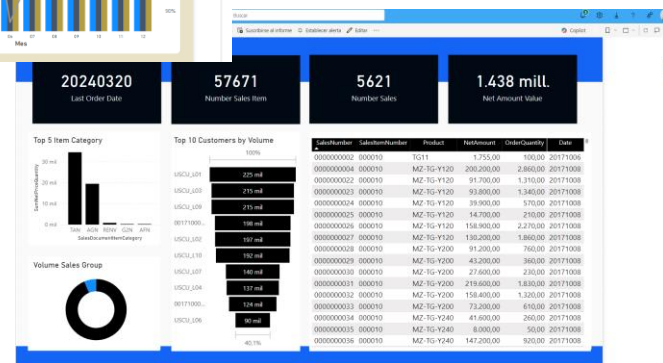 50%
06 07 08 09 10 11 12
Mes
Buscar
Suscribirse al informe Establecer alerta Editar ...
Copilot
20240320
Last Order Date
57671
Number Sales Item
5621
Number Sales
1.438 mill.
Net Amount Value
Top 5 Item Category
SumNetPriceQuantity
30 mil
20 mil
10 mil
0 mil
TAN AGN RENV G2N APN
SalesDocumentItemCategory
Volume Sales Group
Top 10 Customers by Volume
100%
USCU_L01 225 mil
USCU_L03 215 mil
USCU_L09 215 mil
00171000... 198 mil
USCU_L02 197 mil
USCU_L10 192 mil
USCU_L07 140 mil
USCU_L04 137 mil
00171000... 124 mil
USCU_L06 90 mil
40.1%
SalesNumber SalesItemNumber Product NetAmount OrderQuantity Date
0000000002 000010 TG11 1.755,00 100,00 20171006
0000000004 000010 MZ-TG-Y120 200.200,00 2.860,00 20171008
0000000022 000010 MZ-TG-Y120 91.700,00 1.310,00 20171008
0000000023 000010 MZ-TG-Y120 93.800,00 1.340,00 20171008
0000000024 000010 MZ-TG-Y120 39.900,00 570,00 20171008
0000000025 000010 MZ-TG-Y120 14.700,00 210,00 20171008
0000000026 000010 MZ-TG-Y120 158.900,00 2.270,00 20171008
0000000027 000010 MZ-TG-Y120 130.200,00 1.860,00 20171008
0000000028 000010 MZ-TG-Y200 91.200,00 760,00 20171008
0000000029 000010 MZ-TG-Y200 43.200,00 360,00 20171008
0000000030 000010 MZ-TG-Y200 27.600,00 230,00 20171008
0000000031 000010 MZ-TG-Y200 219.600,00 1.830,00 20171008
0000000032 000010 MZ-TG-Y200 158.400,00 1.320,00 20171008
0000000033 000010 MZ-TG-Y200 73.200,00 610,00 20171008
0000000034 000010 MZ-TG-Y240 41.600,00 260,00 20171008
0000000035 000010 MZ-TG-Y240 8.000,00 50,00 20171008
0000000036 000010 MZ-TG-Y240 147.200,00 920,00 20171008